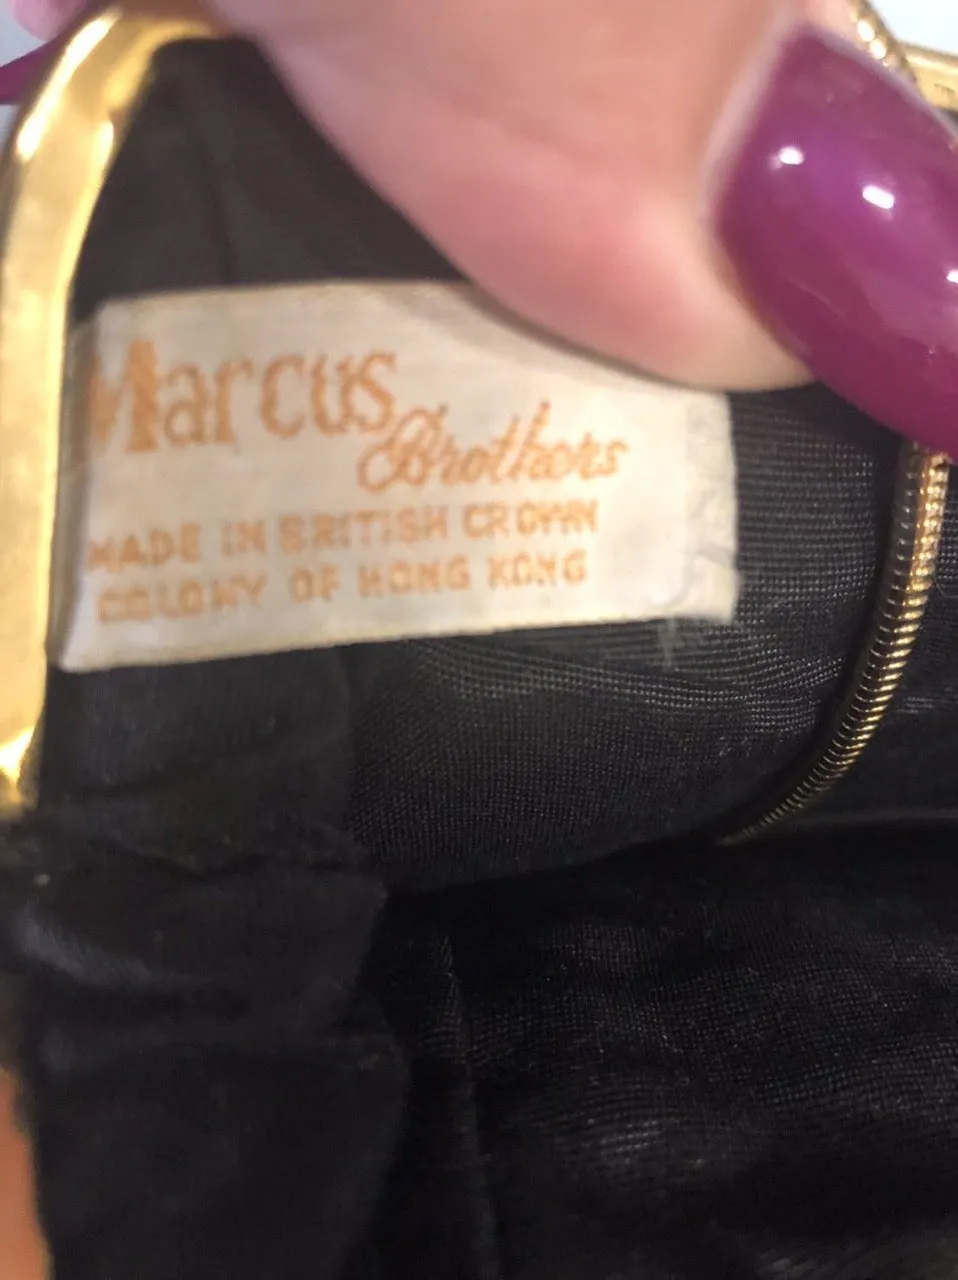 Marcus
Brothers
MADE IN BRITISH CROWN
COLONY OF HONG KONG